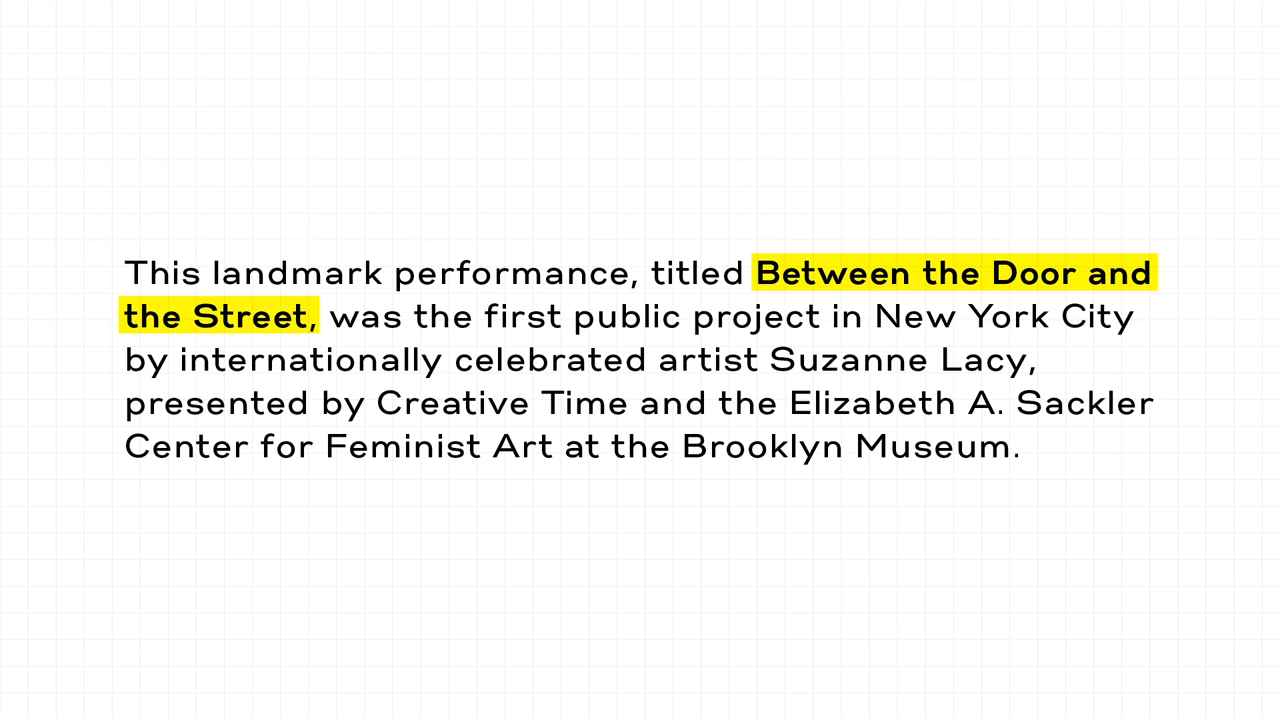 This landmark performance, titled Between the Door and
the Street, was the first public project in New York City
by internationally celebrated artist Suzanne Lacy,
presented by Creative Time and the Elizabeth A. Sackler
Center for Feminist Art at the Brooklyn Museum.